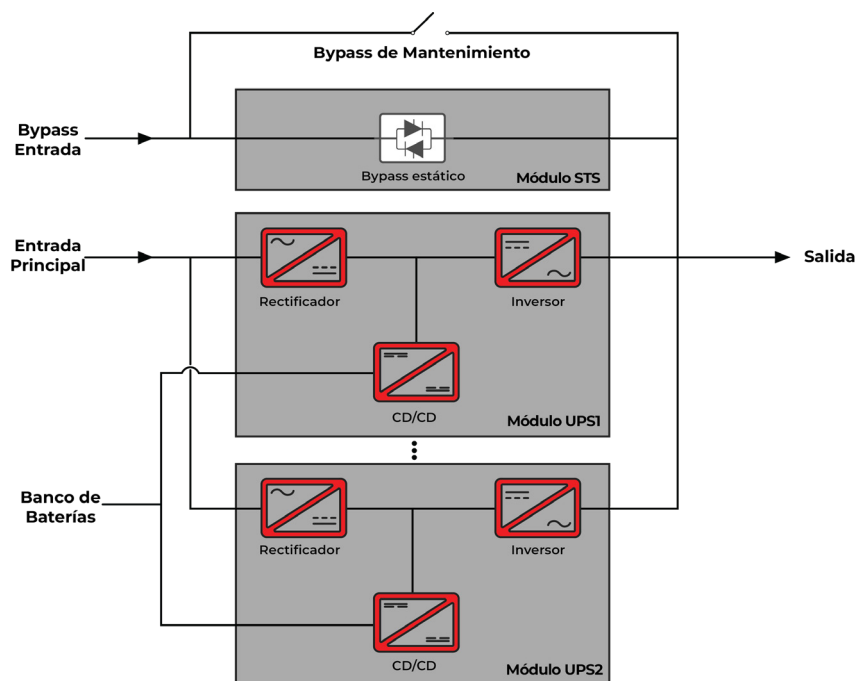 Bypass de Mantenimiento
Bypass
Entrada
Bypass estático
Módulo STS
Entrada
Principal
Rectificador
Inversor
Salida
CD/CD
Módulo UPS1
Banco de
Baterías
Rectificador
Inversor
CD/CD
Módulo UPS2